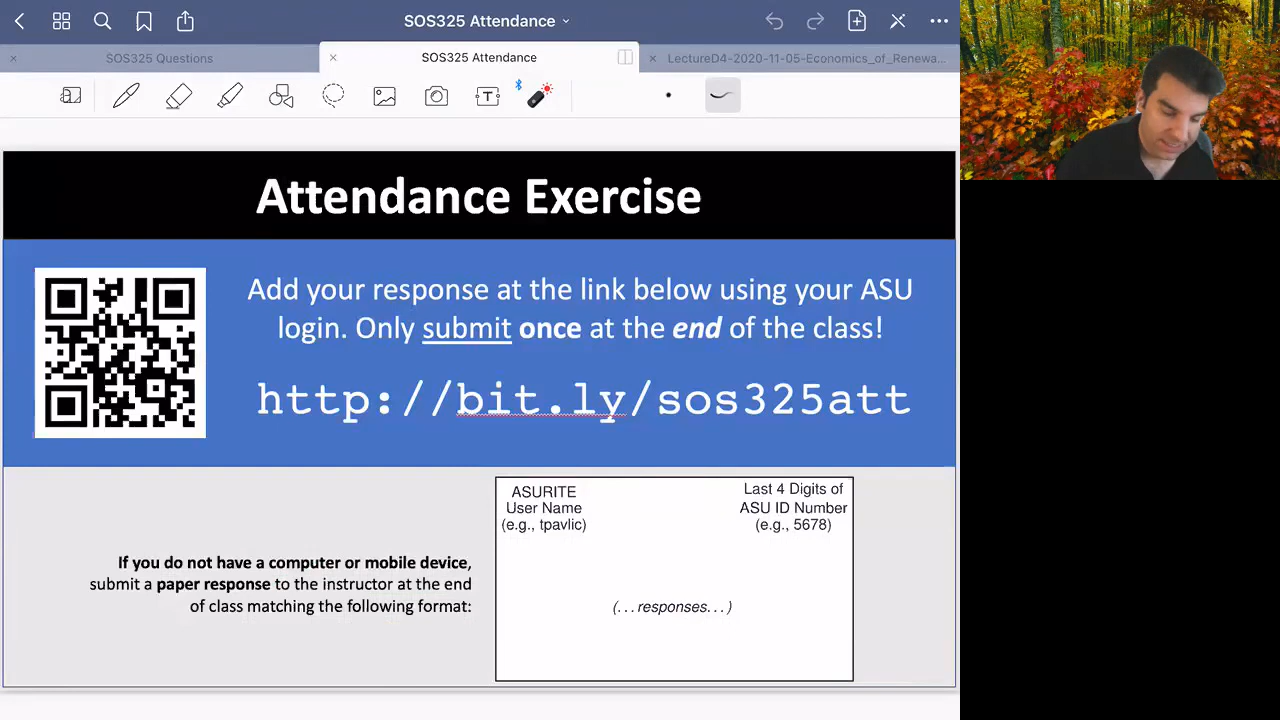 SOS325 Attendance
SOS325 Questions
SOS325 Attendance
LectureD4-2020-11-05-Economics_of_Renewa...
T
Attendance Exercise
Add your response at the link below using your ASU
login. Only submit once at the end of the class!
http://bit.ly/sos325att
If you do not have a computer or mobile device,
submit a paper response to the instructor at the end
of class matching the following format:
ASURITE
User Name
(e.g., tpavlic)
Last 4 Digits of
ASU ID Number
(e.g., 5678)
(...responses...)